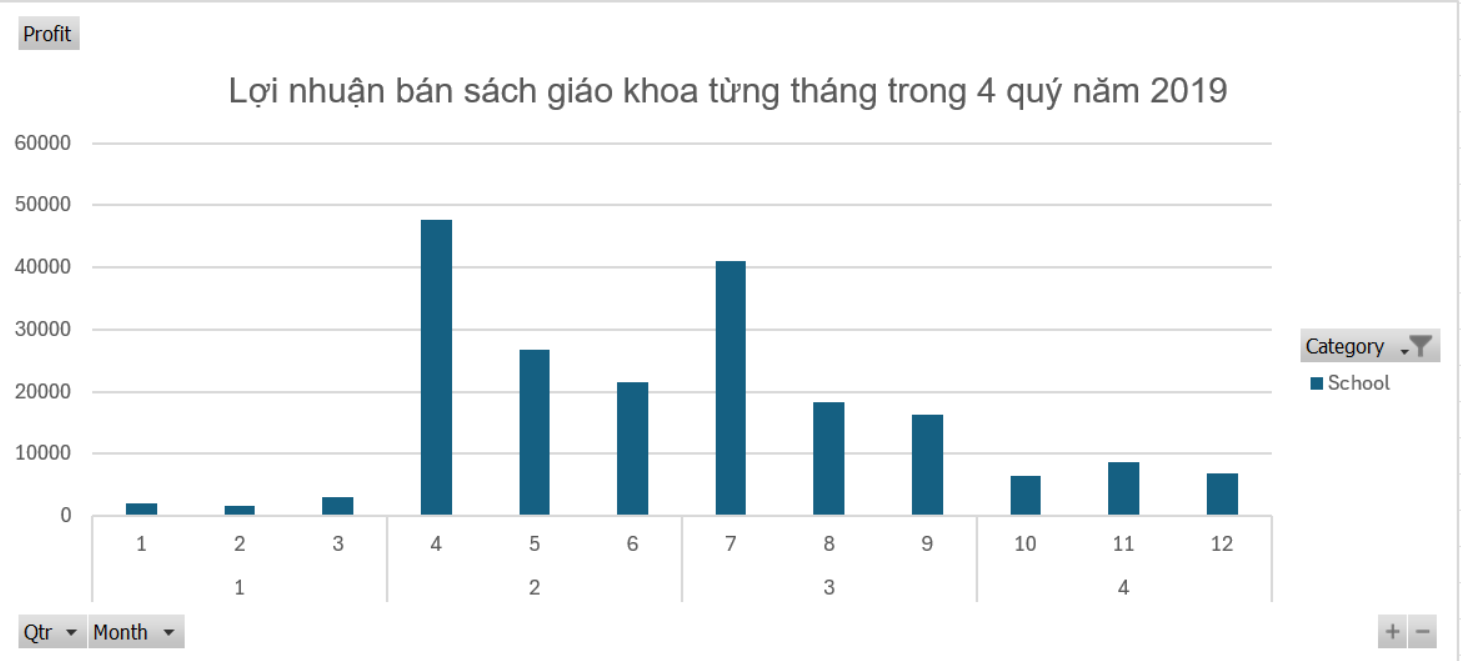 Profit
Lợi nhuận bán sách giáo khoa từng tháng trong 4 quý năm 2019
60000
50000
40000
30000
20000
10000
0
Category
School
1 2 3 4 5 6 7 8 9 10 11 12
1 2 3 4
Qtr Month
+ −